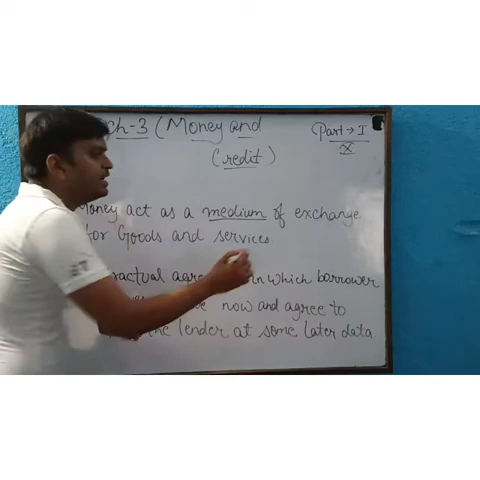 Ch-3 (Money and
Credit)
Part → I
X
Money act as a medium of exchange
for Goods and services
in which borrower
now and agree to
the lender at some later data